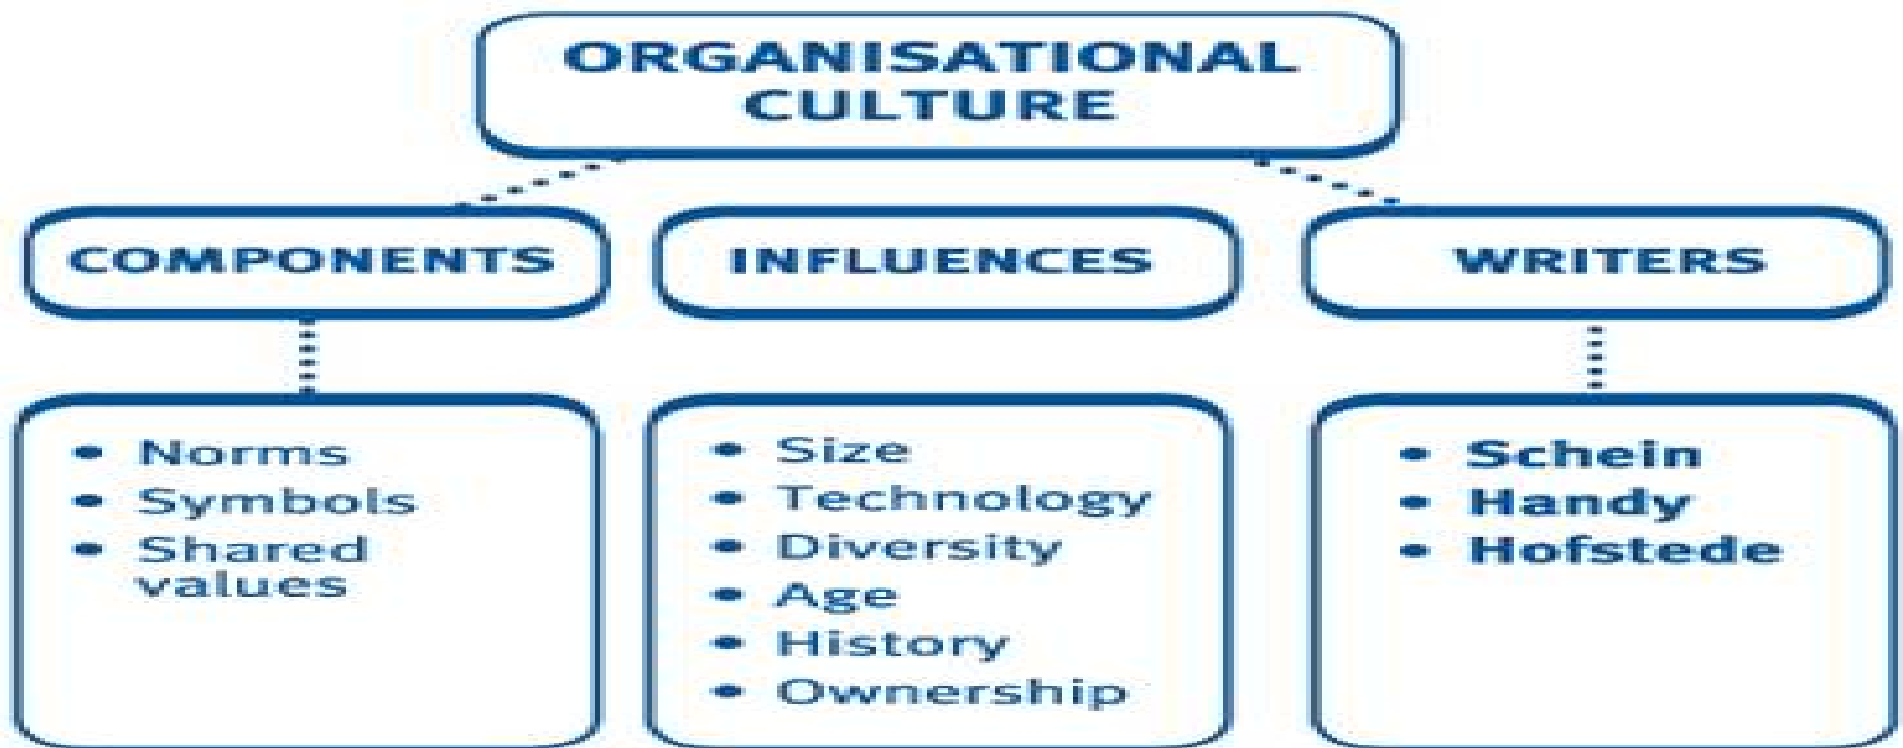 ORGANISATIONAL
CULTURE
COMPONENTS
INFLUENCES
WRITERS
• Norms
• Symbols
• Shared
values
• Size
• Technology
• Diversity
• Age
• History
• Ownership
• Schein
• Handy
• Hofstede